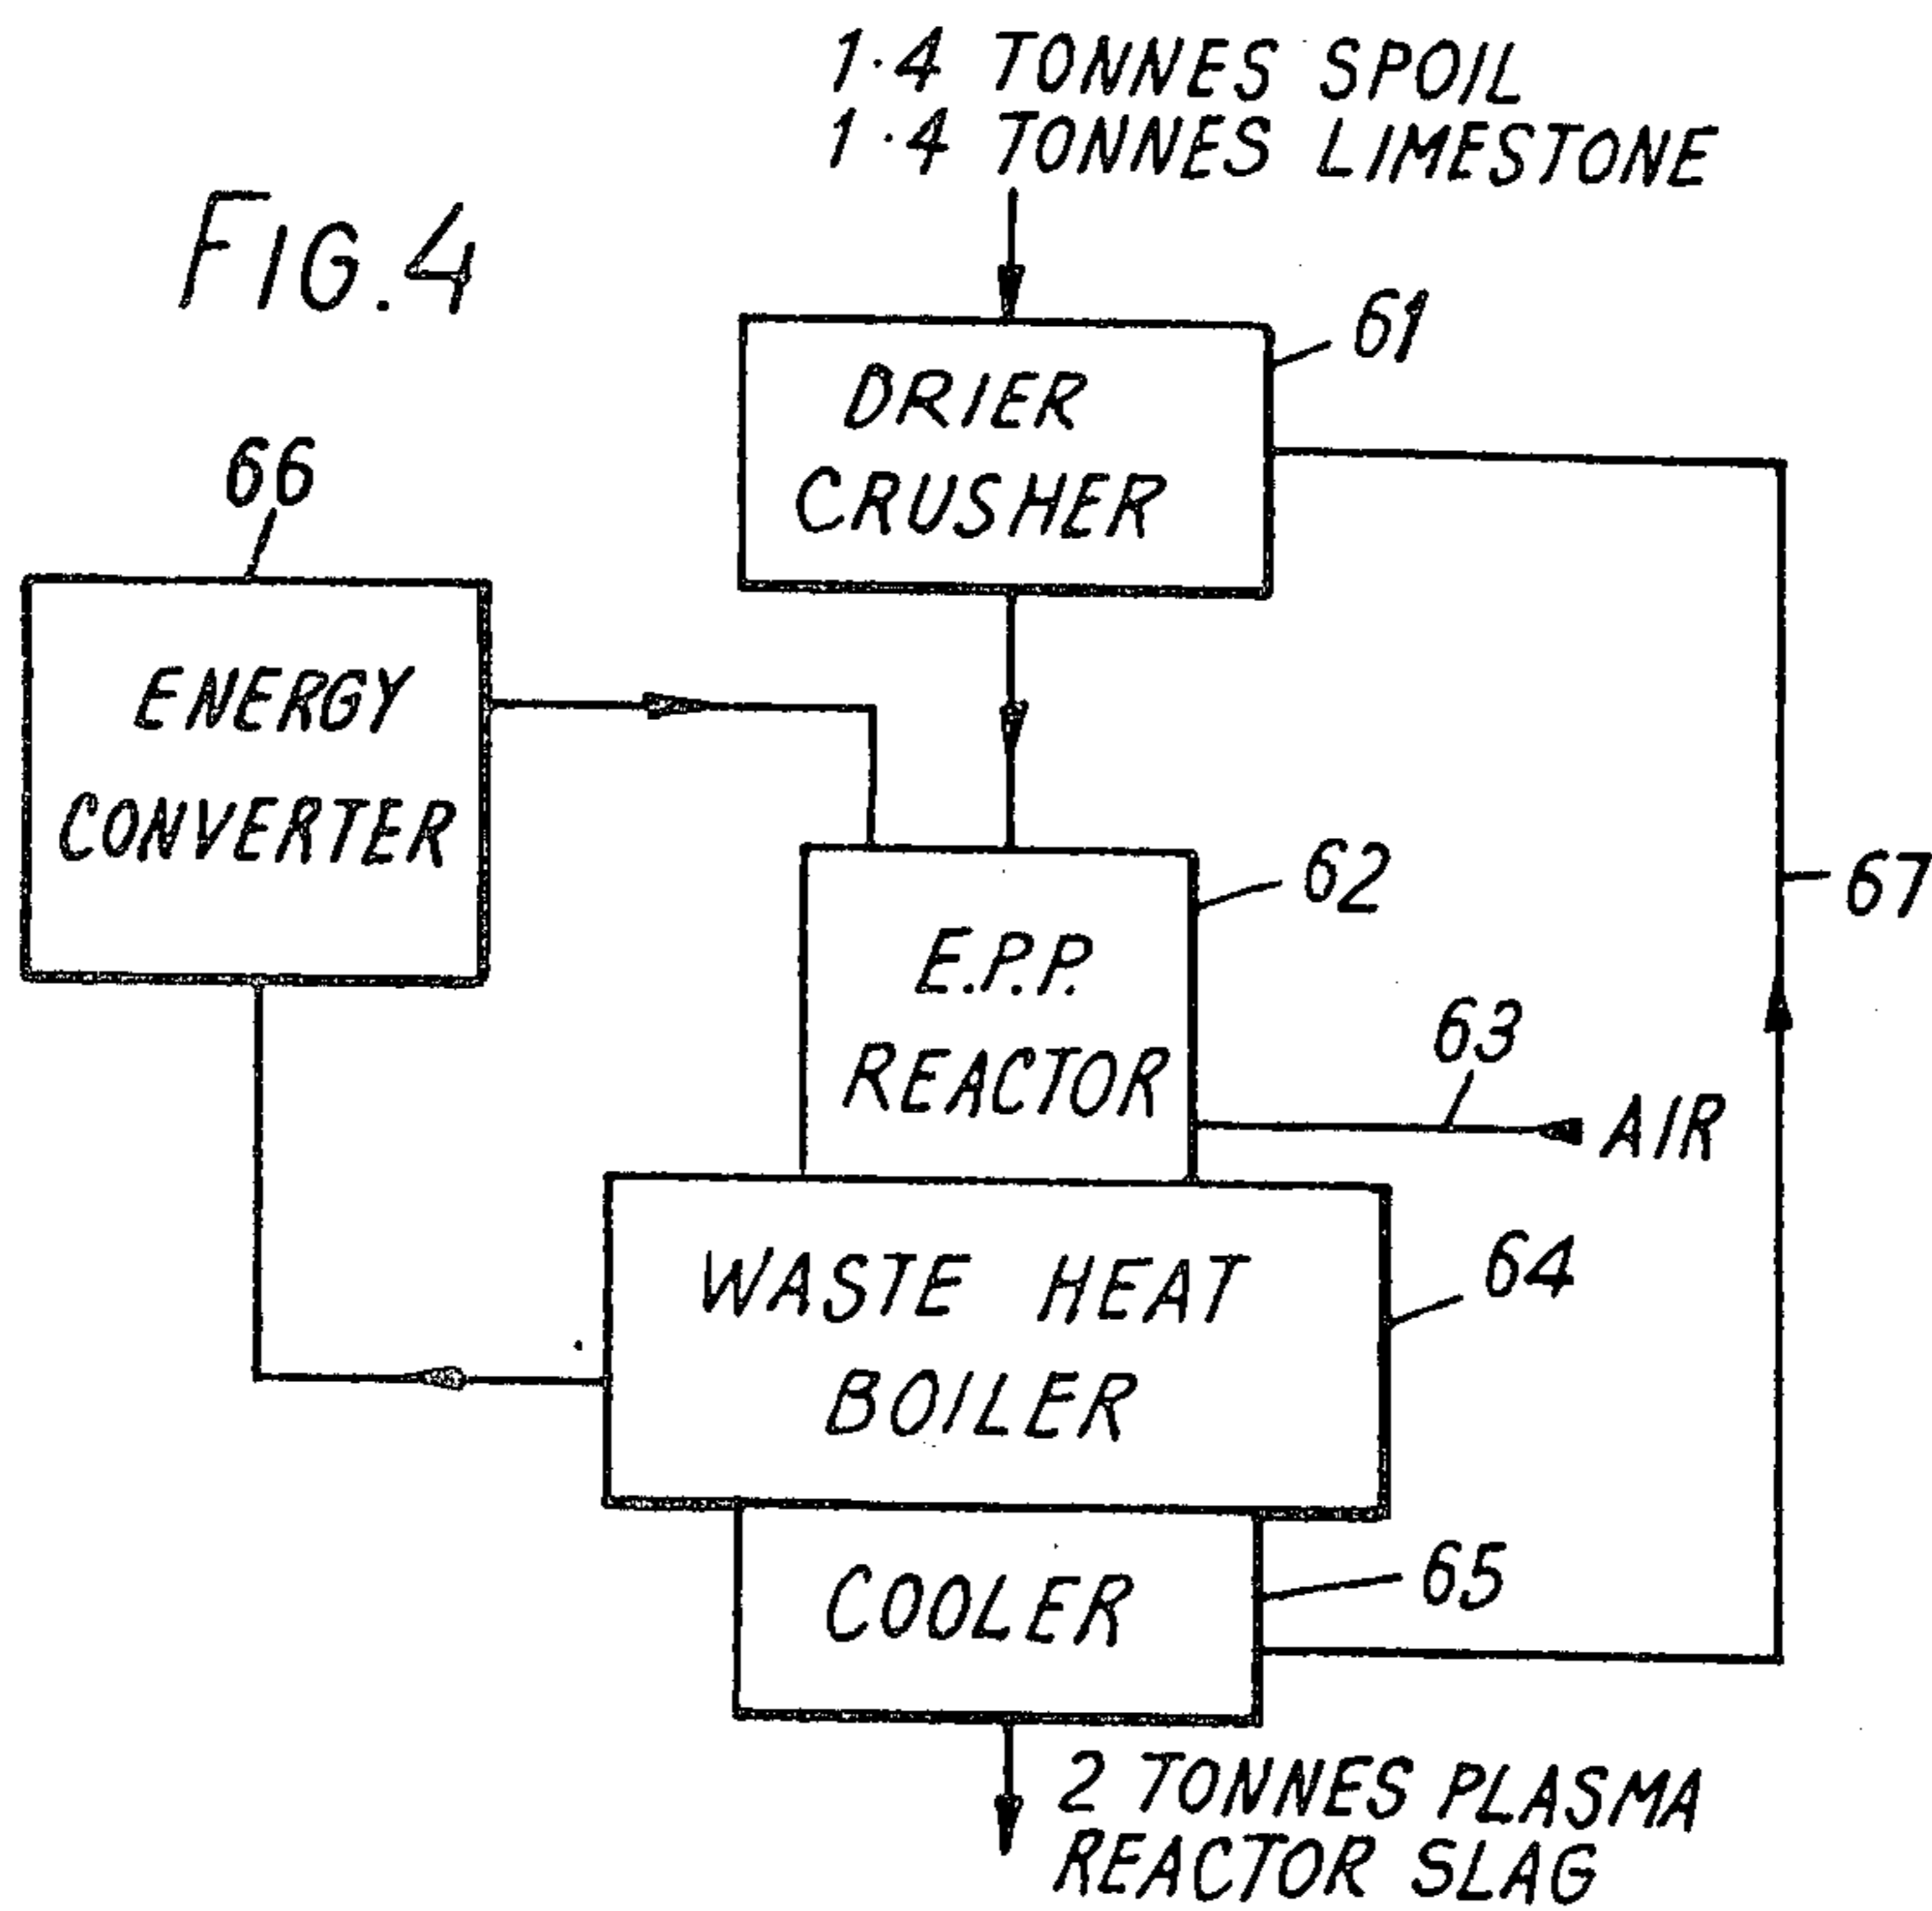 1·4 TONNES SPOIL
1·4 TONNES LIMESTONE
FIG. 4
61
DRIER
CRUSHER
66
ENERGY
CONVERTER
62
67
E.P.P.
REACTOR
63
AIR
64
WASTE HEAT
BOILER
65
COOLER
2 TONNES PLASMA
REACTOR SLAG